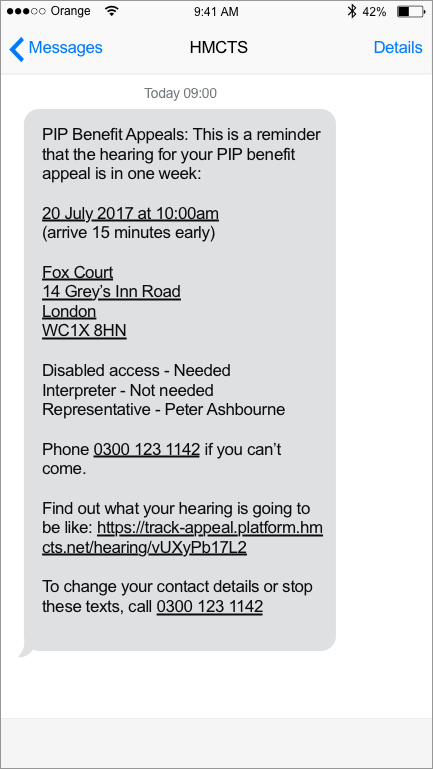 Orange 9:41 AM 42%
Messages HMCTS Details
Today 09:00
PIP Benefit Appeals: This is a reminder
that the hearing for your PIP benefit
appeal is in one week:
20 July 2017 at 10:00am
(arrive 15 minutes early)
Fox Court
14 Grey's Inn Road
London
WC1X 8HN
Disabled access - Needed
Interpreter - Not needed
Representative - Peter Ashbourne
Phone 0300 123 1142 if you can't
come.
Find out what your hearing is going to
be like: https://track-appeal.platform.hm
cts.net/hearing/vUXyPb17L2
To change your contact details or stop
these texts, call 0300 123 1142